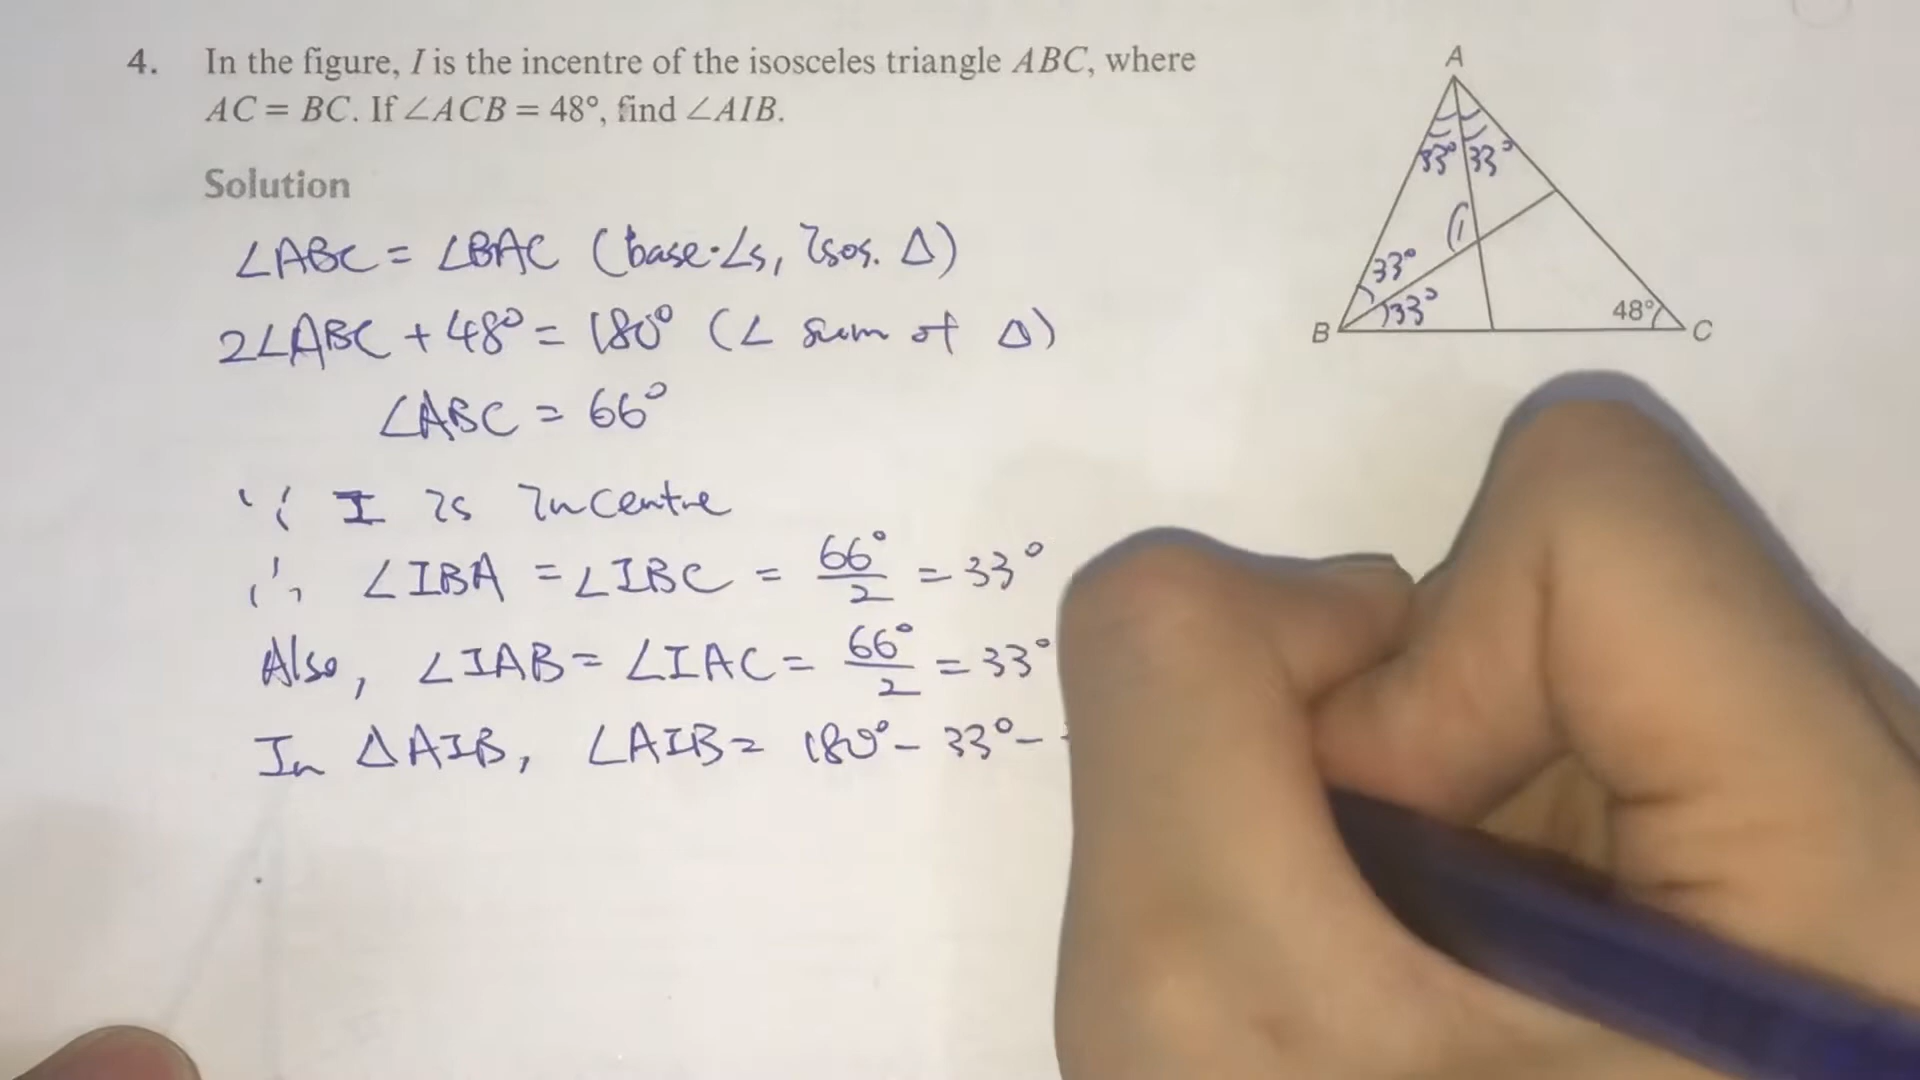 4. In the figure, I is the incentre of the isosceles triangle ABC, where
AC = BC. If ∠ACB = 48°, find ∠AIB.
Solution
∠ABC = ∠BAC (base ∠s, isos. △)
2∠ABC + 48° = 180° (∠ sum of △)
∠ABC = 66°
∵ I is incentre
∴ ∠IBA = ∠IBC = 66°/2 = 33°
Also, ∠IAB = ∠IAC = 66°/2 = 33°
In △AIB, ∠AIB = 180° - 33° -
A
33° 33°
I
33°
33°
48°
B
C